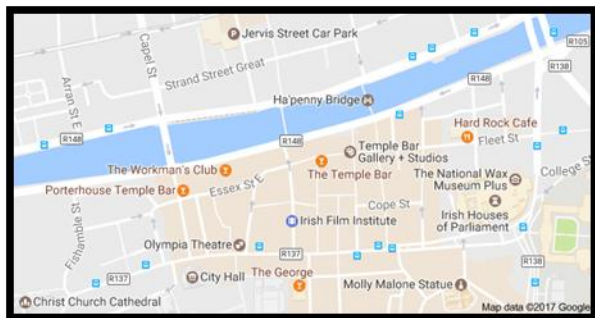 Jervis Street Car Park
R105
Capel St
Strand Street Great
R138
Arran St E
R148
Ha'penny Bridge
Hard Rock Cafe
R148
R148
Temple Bar
Gallery + Studios
Fleet St
The Workman's Club
The Temple Bar
The National Wax
Museum Plus
College St
Porterhouse Temple Bar
Essex St E
Cope St
Irish Houses
of Parliament
Fishamble St
Irish Film Institute
Olympia Theatre
R137
R138
R137
City Hall
The George
Molly Malone Statue
Christ Church Cathedral
Map data ©2017 Google